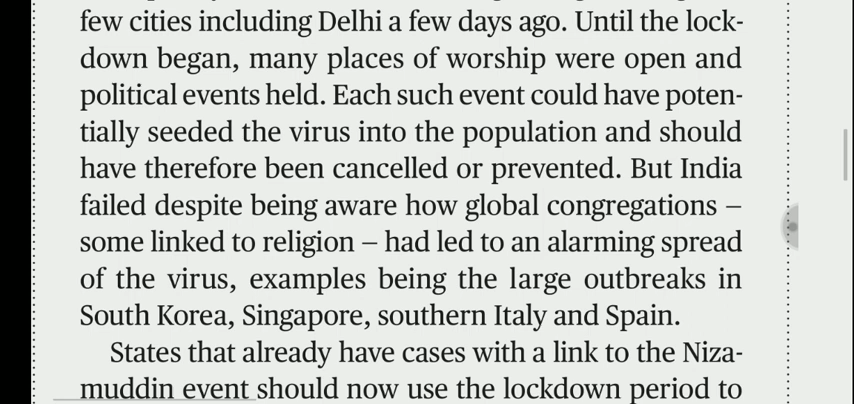 few cities including Delhi a few days ago. Until the lock-
down began, many places of worship were open and
political events held. Each such event could have poten-
tially seeded the virus into the population and should
have therefore been cancelled or prevented. But India
failed despite being aware how global congregations –
some linked to religion – had led to an alarming spread
of the virus, examples being the large outbreaks in
South Korea, Singapore, southern Italy and Spain.
States that already have cases with a link to the Niza-
muddin event should now use the lockdown period to